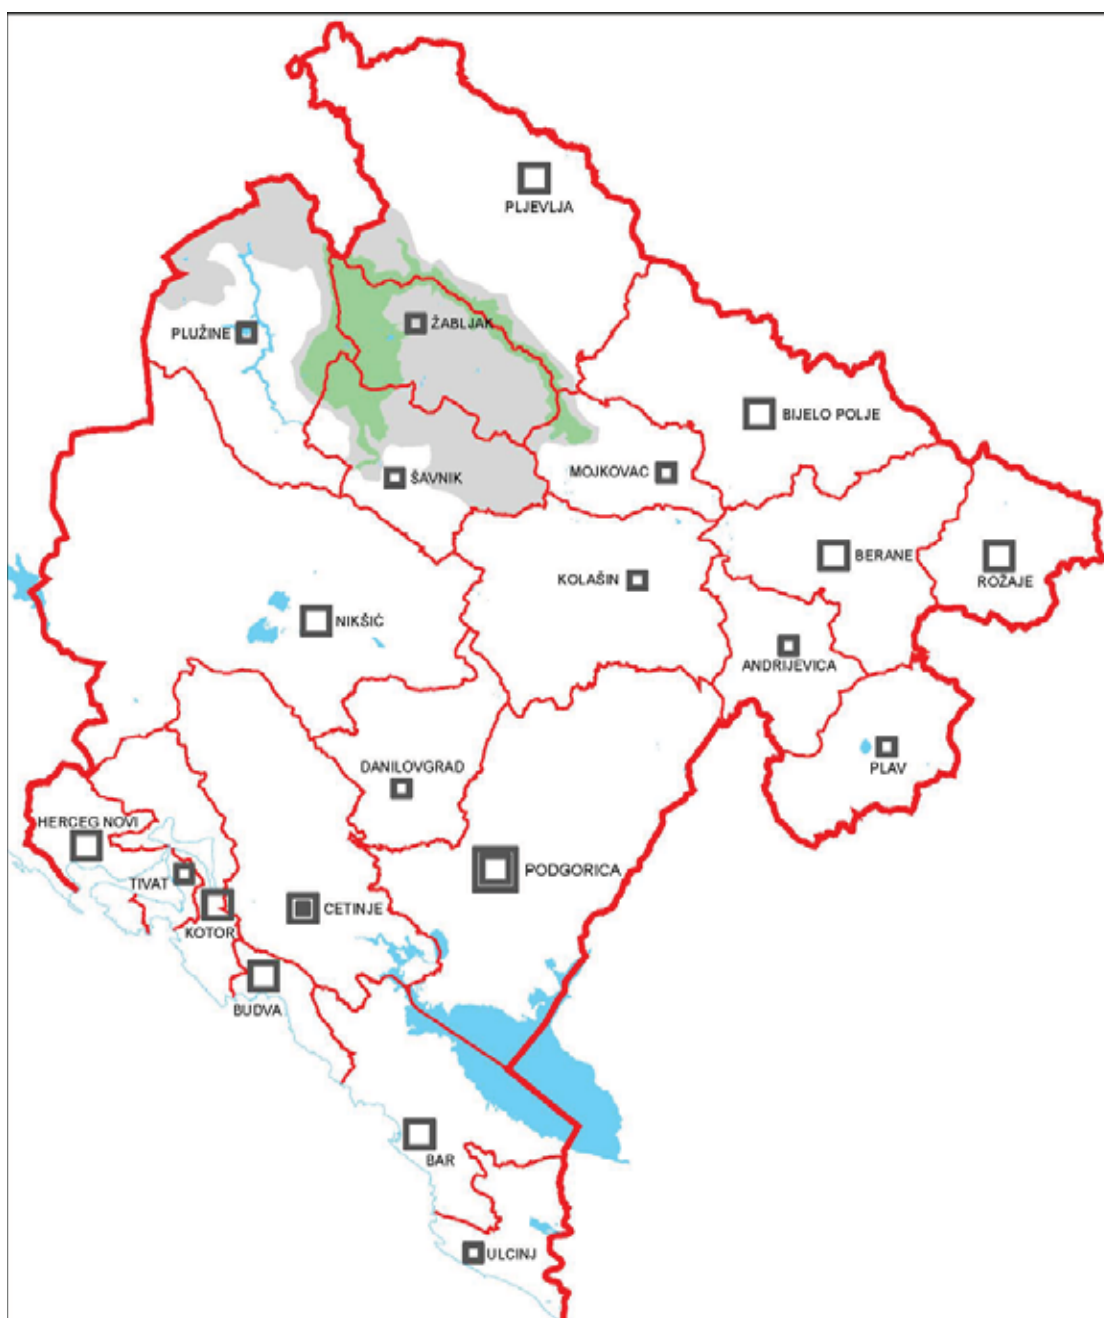 PLJEVLJA
ŽABLJAK
PLUŽINE
BIJELO POLJE
MOJKOVAC
ŠAVNIK
BERANE
KOLAŠIN
ROŽAJE
NIKŠIĆ
ANDRIJEVICA
DANILOVGRAD
PLAV
HERCEG NOVI
PODGORICA
TIVAT
CETINJE
KOTOR
BUDVA
BAR
ULCINJ